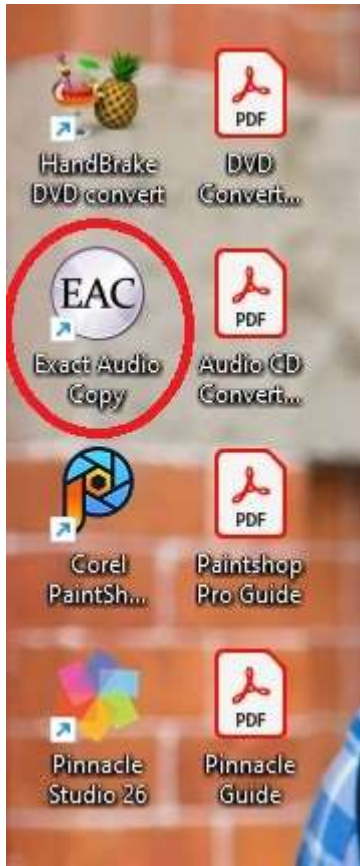 PDF
HandBrake
DVD convert
DVD
Convert...
EAC
PDF
Exact Audio
Copy
Audio CD
Convert...
PDF
Corel
PaintSh...
Paintshop
Pro Guide
PDF
Pinnacle
Studio 26
Pinnacle
Guide